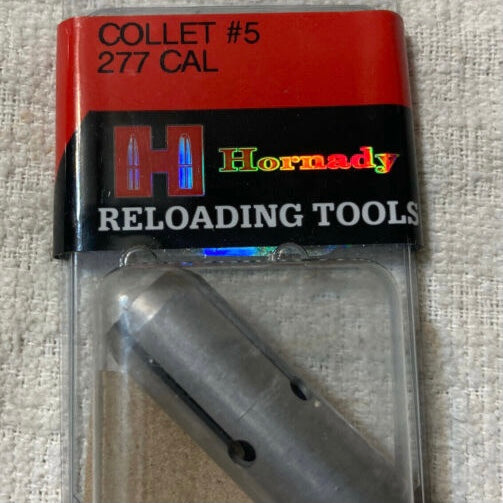 COLLET #5
277 CAL
H Hornady
RELOADING TOOLS